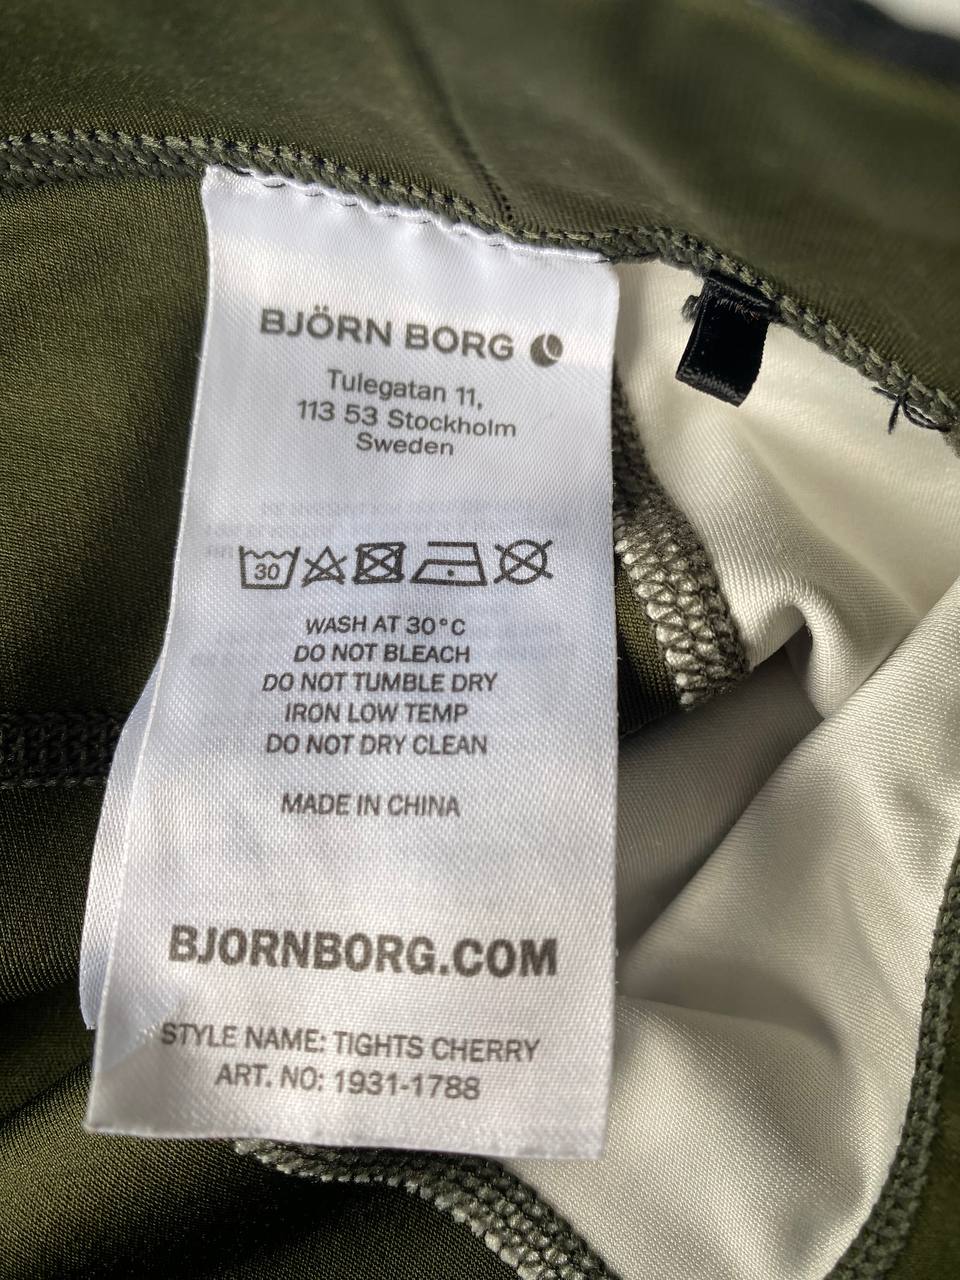 BJÖRN BORG
Tulegatan 11,
113 53 Stockholm
Sweden
30
WASH AT 30°C
DO NOT BLEACH
DO NOT TUMBLE DRY
IRON LOW TEMP
DO NOT DRY CLEAN
MADE IN CHINA
BJORNBORG.COM
STYLE NAME: TIGHTS CHERRY
ART. NO: 1931-1788